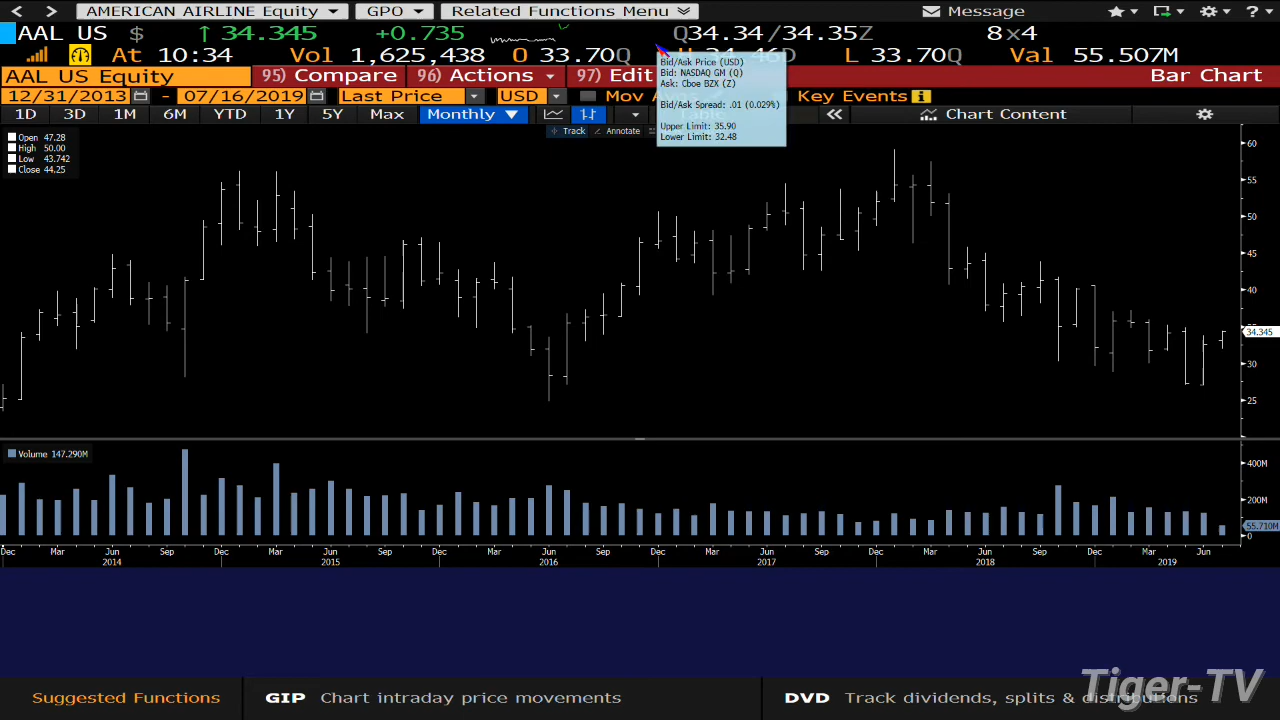 AMERICAN AIRLINE Equity GPO Related Functions Menu Message ?
AAL US $ ↑ 34.345 +0.735 Q34.34/34.35Z 8x4
At 10:34 Vol 1,625,438 O 33.70Q H 34.46D L 33.70Q Val 55.507M
AAL US Equity 95) Compare 96) Actions 97) Edit Bar Chart
12/31/2013 - 07/16/2019 Last Price USD Mov Key Events
1D 3D 1M 6M YTD 1Y 5Y Max Monthly ▼ Table « Chart Content
Track Annotate
Bid/Ask Price (USD)
Bid: NASDAQ GM (Q)
Ask: Cboe BZX (Z)
Bid/Ask Spread: .01 (0.029%)
Upper Limit: 35.90
Lower Limit: 32.48
Open 47.28
High 50.00
Low 43.742
Close 44.25
60
55
50
45
40
34.345
30
25
Volume 147.290M
400M
200M
55.710M
0
Dec Mar Jun Sep Dec Mar Jun Sep Dec Mar Jun Sep Dec Mar Jun Sep Dec Mar Jun Sep Dec Mar Jun
2014 2015 2016 2017 2018 2019
Tiger-TV
Suggested Functions GIP Chart intraday price movements DVD Track dividends, splits & distributions